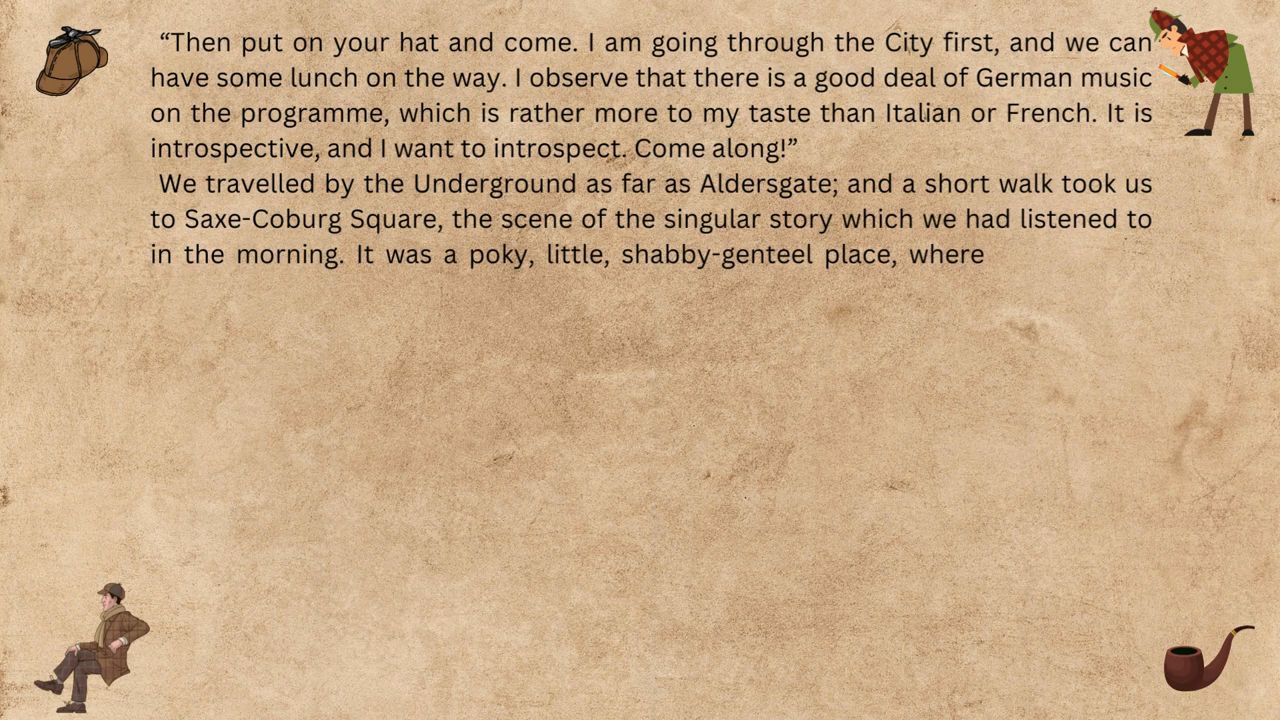 “Then put on your hat and come. I am going through the City first, and we can
have some lunch on the way. I observe that there is a good deal of German music
on the programme, which is rather more to my taste than Italian or French. It is
introspective, and I want to introspect. Come along!”
We travelled by the Underground as far as Aldersgate; and a short walk took us
to Saxe-Coburg Square, the scene of the singular story which we had listened to
in the morning. It was a poky, little, shabby-genteel place, where